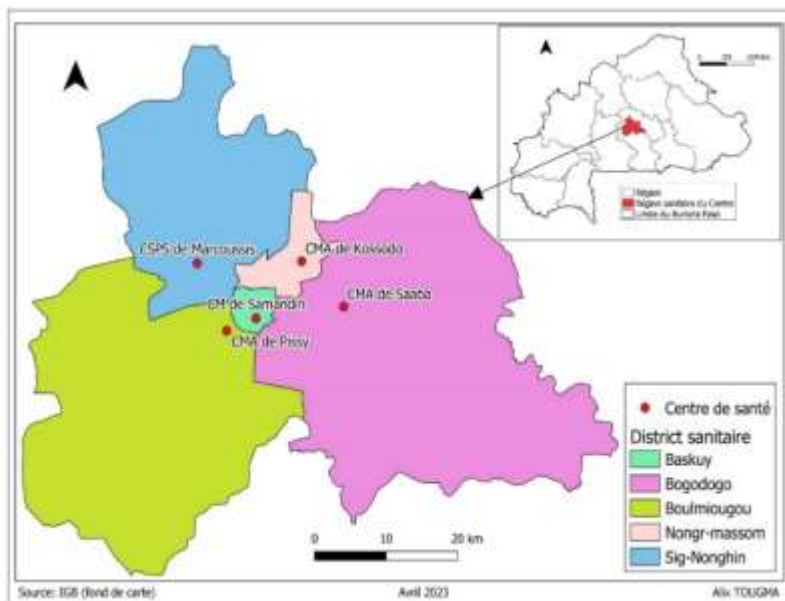 Région
Région sanitaire du Centre
CSPS de Marcoussis
CMA de Kossodo
CMA de Saaba
CM de Samandin
CMA de Pissy
Centre de santé
District sanitaire
Baskuy
Bogodogo
Boulmiougou
Nongr-massom
Sig-Nonghin
0 10 20 km
Source: IGB (fond de carte) Avril 2023 Alix TOUGMA